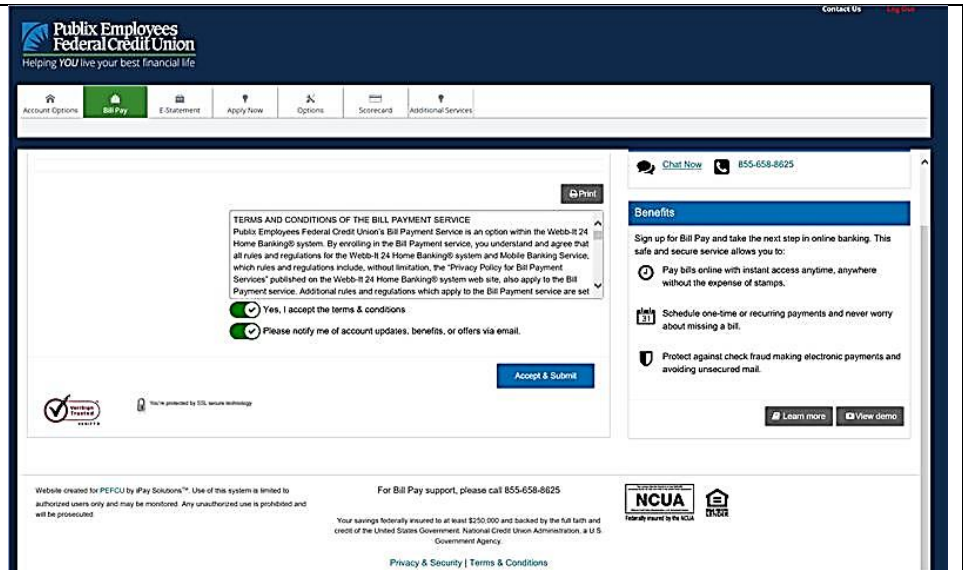 Contact Us Log Out
Publix Employees
Federal Credit Union
Helping YOU live your best financial life
Account Options Bill Pay E-Statement Apply Now Options Scorecard Additional Services
Chat Now 855-658-8625
Print
TERMS AND CONDITIONS OF THE BILL PAYMENT SERVICE
Publix Employees Federal Credit Union's Bill Payment Service is an option within the Webb-It 24
Home Banking® system. By enrolling in the Bill Payment service, you understand and agree that
all rules and regulations for the Webb-It 24 Home Banking® system and Mobile Banking Service,
which rules and regulations include, without limitation, the "Privacy Policy for Bill Payment
Services" published on the Webb-It 24 Home Banking® system web site, also apply to the Bill
Payment service. Additional rules and regulations which apply to the Bill Payment service are set
Yes, I accept the terms & conditions
Please notify me of account updates, benefits, or offers via email.
Accept & Submit
VeriSign
Trusted
VERIFY
You're protected by SSL secure technology
Benefits
Sign up for Bill Pay and take the next step in online banking. This
safe and secure service allows you to:
Pay bills online with instant access anytime, anywhere
without the expense of stamps.
31
Schedule one-time or recurring payments and never worry
about missing a bill.
Protect against check fraud making electronic payments and
avoiding unsecured mail.
Learn more View demo
Website created for PEFCU by iPay Solutions™. Use of this system is limited to
authorized users only and may be monitored. Any unauthorized use is prohibited and
will be prosecuted.
For Bill Pay support, please call 855-658-8625
Your savings federally insured to at least $250,000 and backed by the full faith and
credit of the United States Government. National Credit Union Administration, a U.S.
Government Agency.
Privacy & Security | Terms & Conditions
NCUA
Federally insured by the NCUA
LENDER